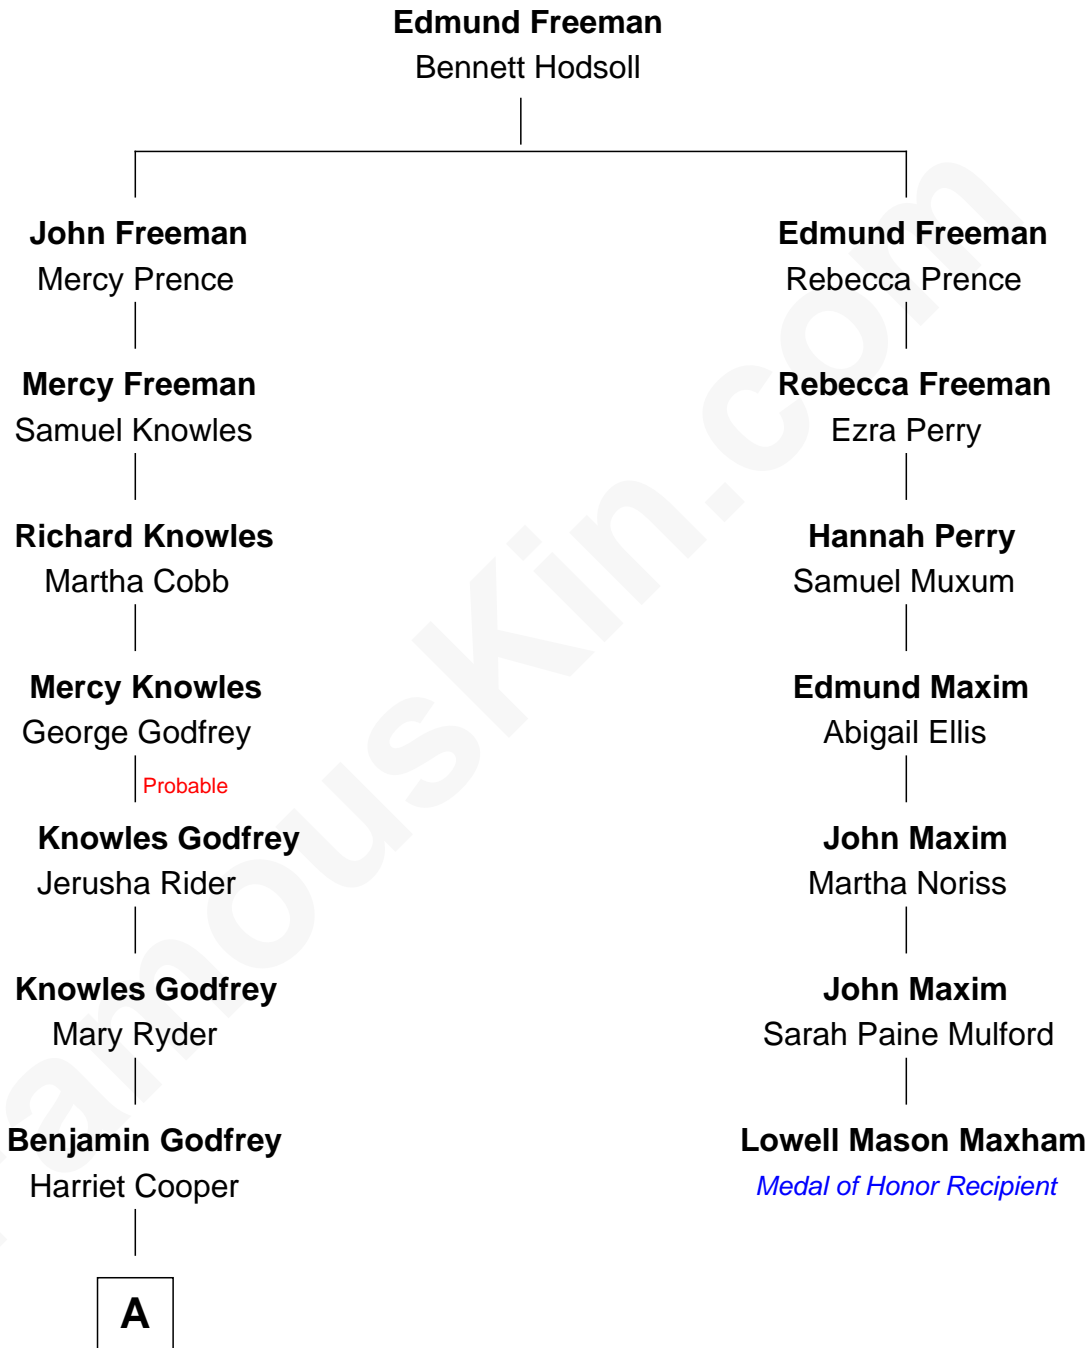 Edmund Freeman
Bennett Hodsoll
John Freeman
Mercy Prence
Edmund Freeman
Rebecca Prence
Mercy Freeman
Samuel Knowles
Rebecca Freeman
Ezra Perry
Richard Knowles
Martha Cobb
Hannah Perry
Samuel Muxum
Mercy Knowles
George Godfrey
Edmund Maxim
Abigail Ellis
Probable
Knowles Godfrey
Jerusha Rider
John Maxim
Martha Noriss
Knowles Godfrey
Mary Ryder
John Maxim
Sarah Paine Mulford
Benjamin Godfrey
Harriet Cooper
Lowell Mason Maxham
Medal of Honor Recipient
A
FamousKin.com